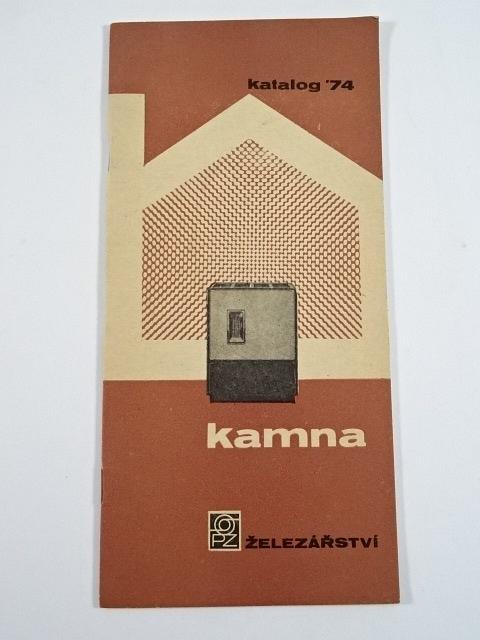 katalog '74
kamna
OPZ
ŽELEZÁŘSTVÍ